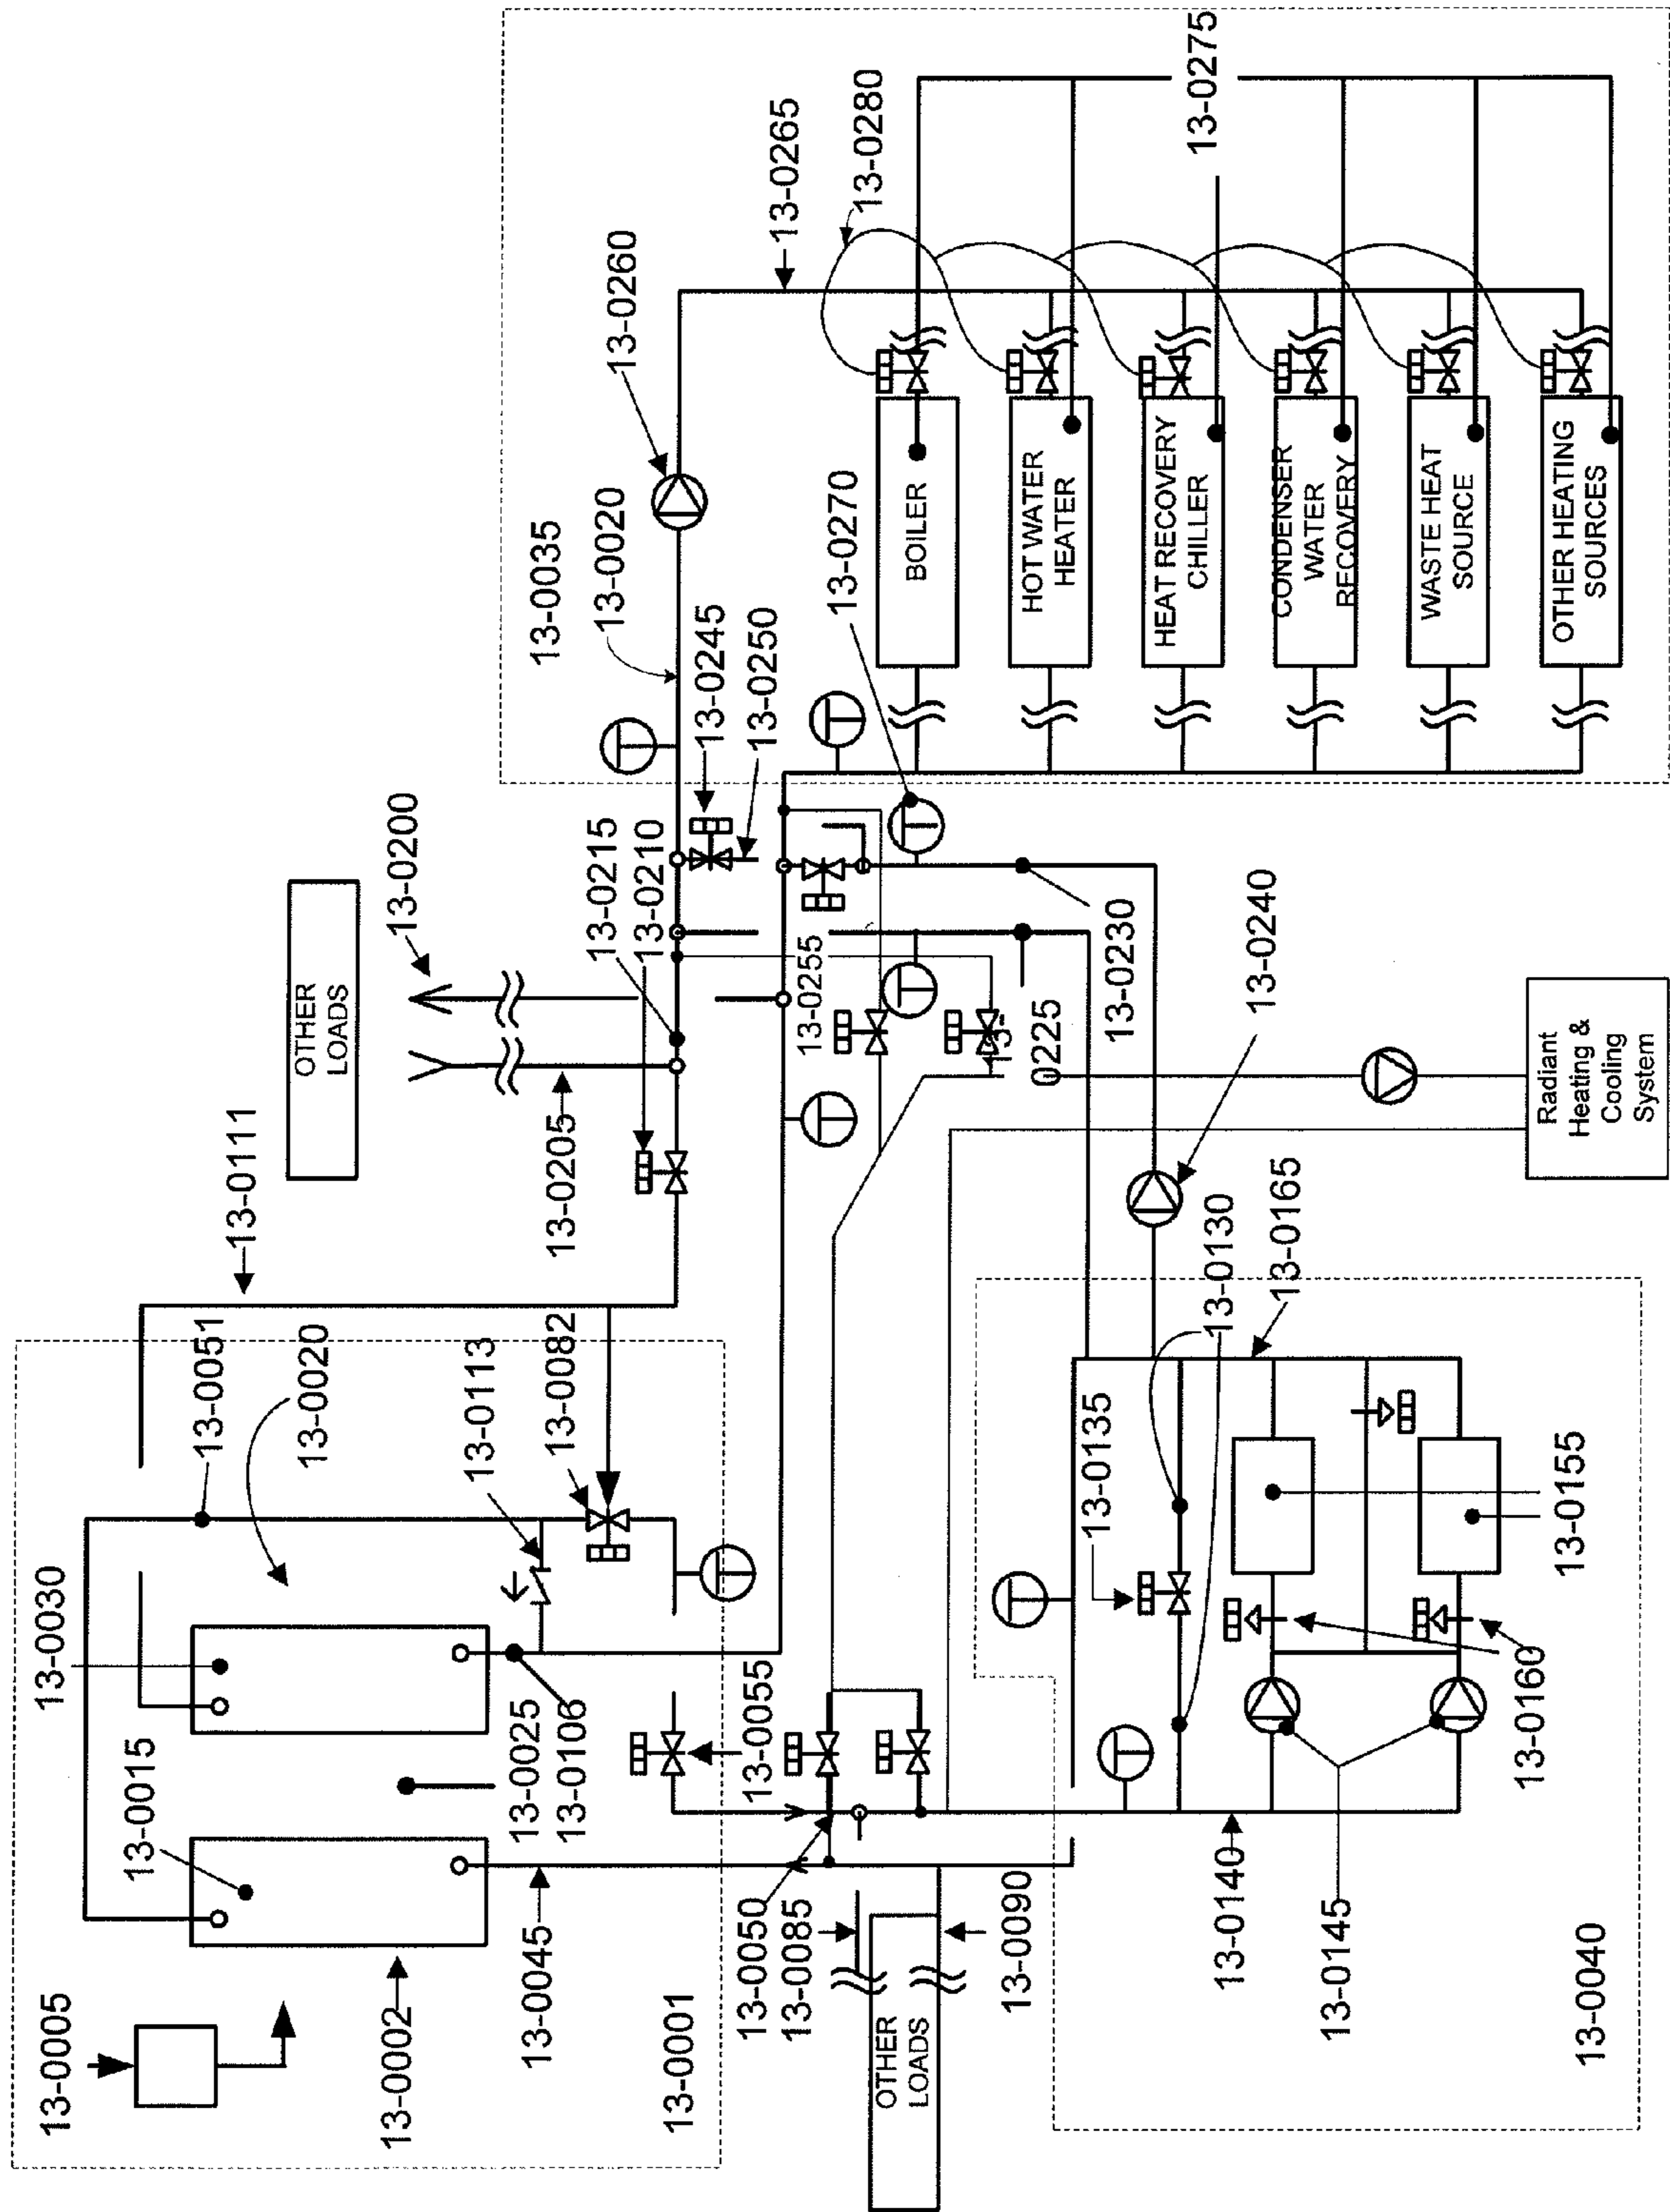 13-0005
13-0002
13-0015
13-0030
13-0045
13-0051
13-0020
13-0001
13-0025
13-0106
13-0113
13-0082
13-0055
13-0111
OTHER
LOADS
13-0200
13-0205
13-0215
13-0210
13-0035
13-0020
13-0260
13-0245
13-0250
13-0265
13-0280
13-0050
13-0085
OTHER
LOADS
13-0090
13-0255
13-0270
BOILER
HOT WATER
HEATER
HEAT RECOVERY
CHILLER
CONDENSER
WATER
RECOVERY
WASTE HEAT
SOURCE
OTHER HEATING
SOURCES
13-0275
13-
0225
13-0230
13-0240
13-0135
13-0130
13-0165
13-0140
13-0145
13-0160
13-0155
13-0040
Radiant
Heating &
Cooling
System